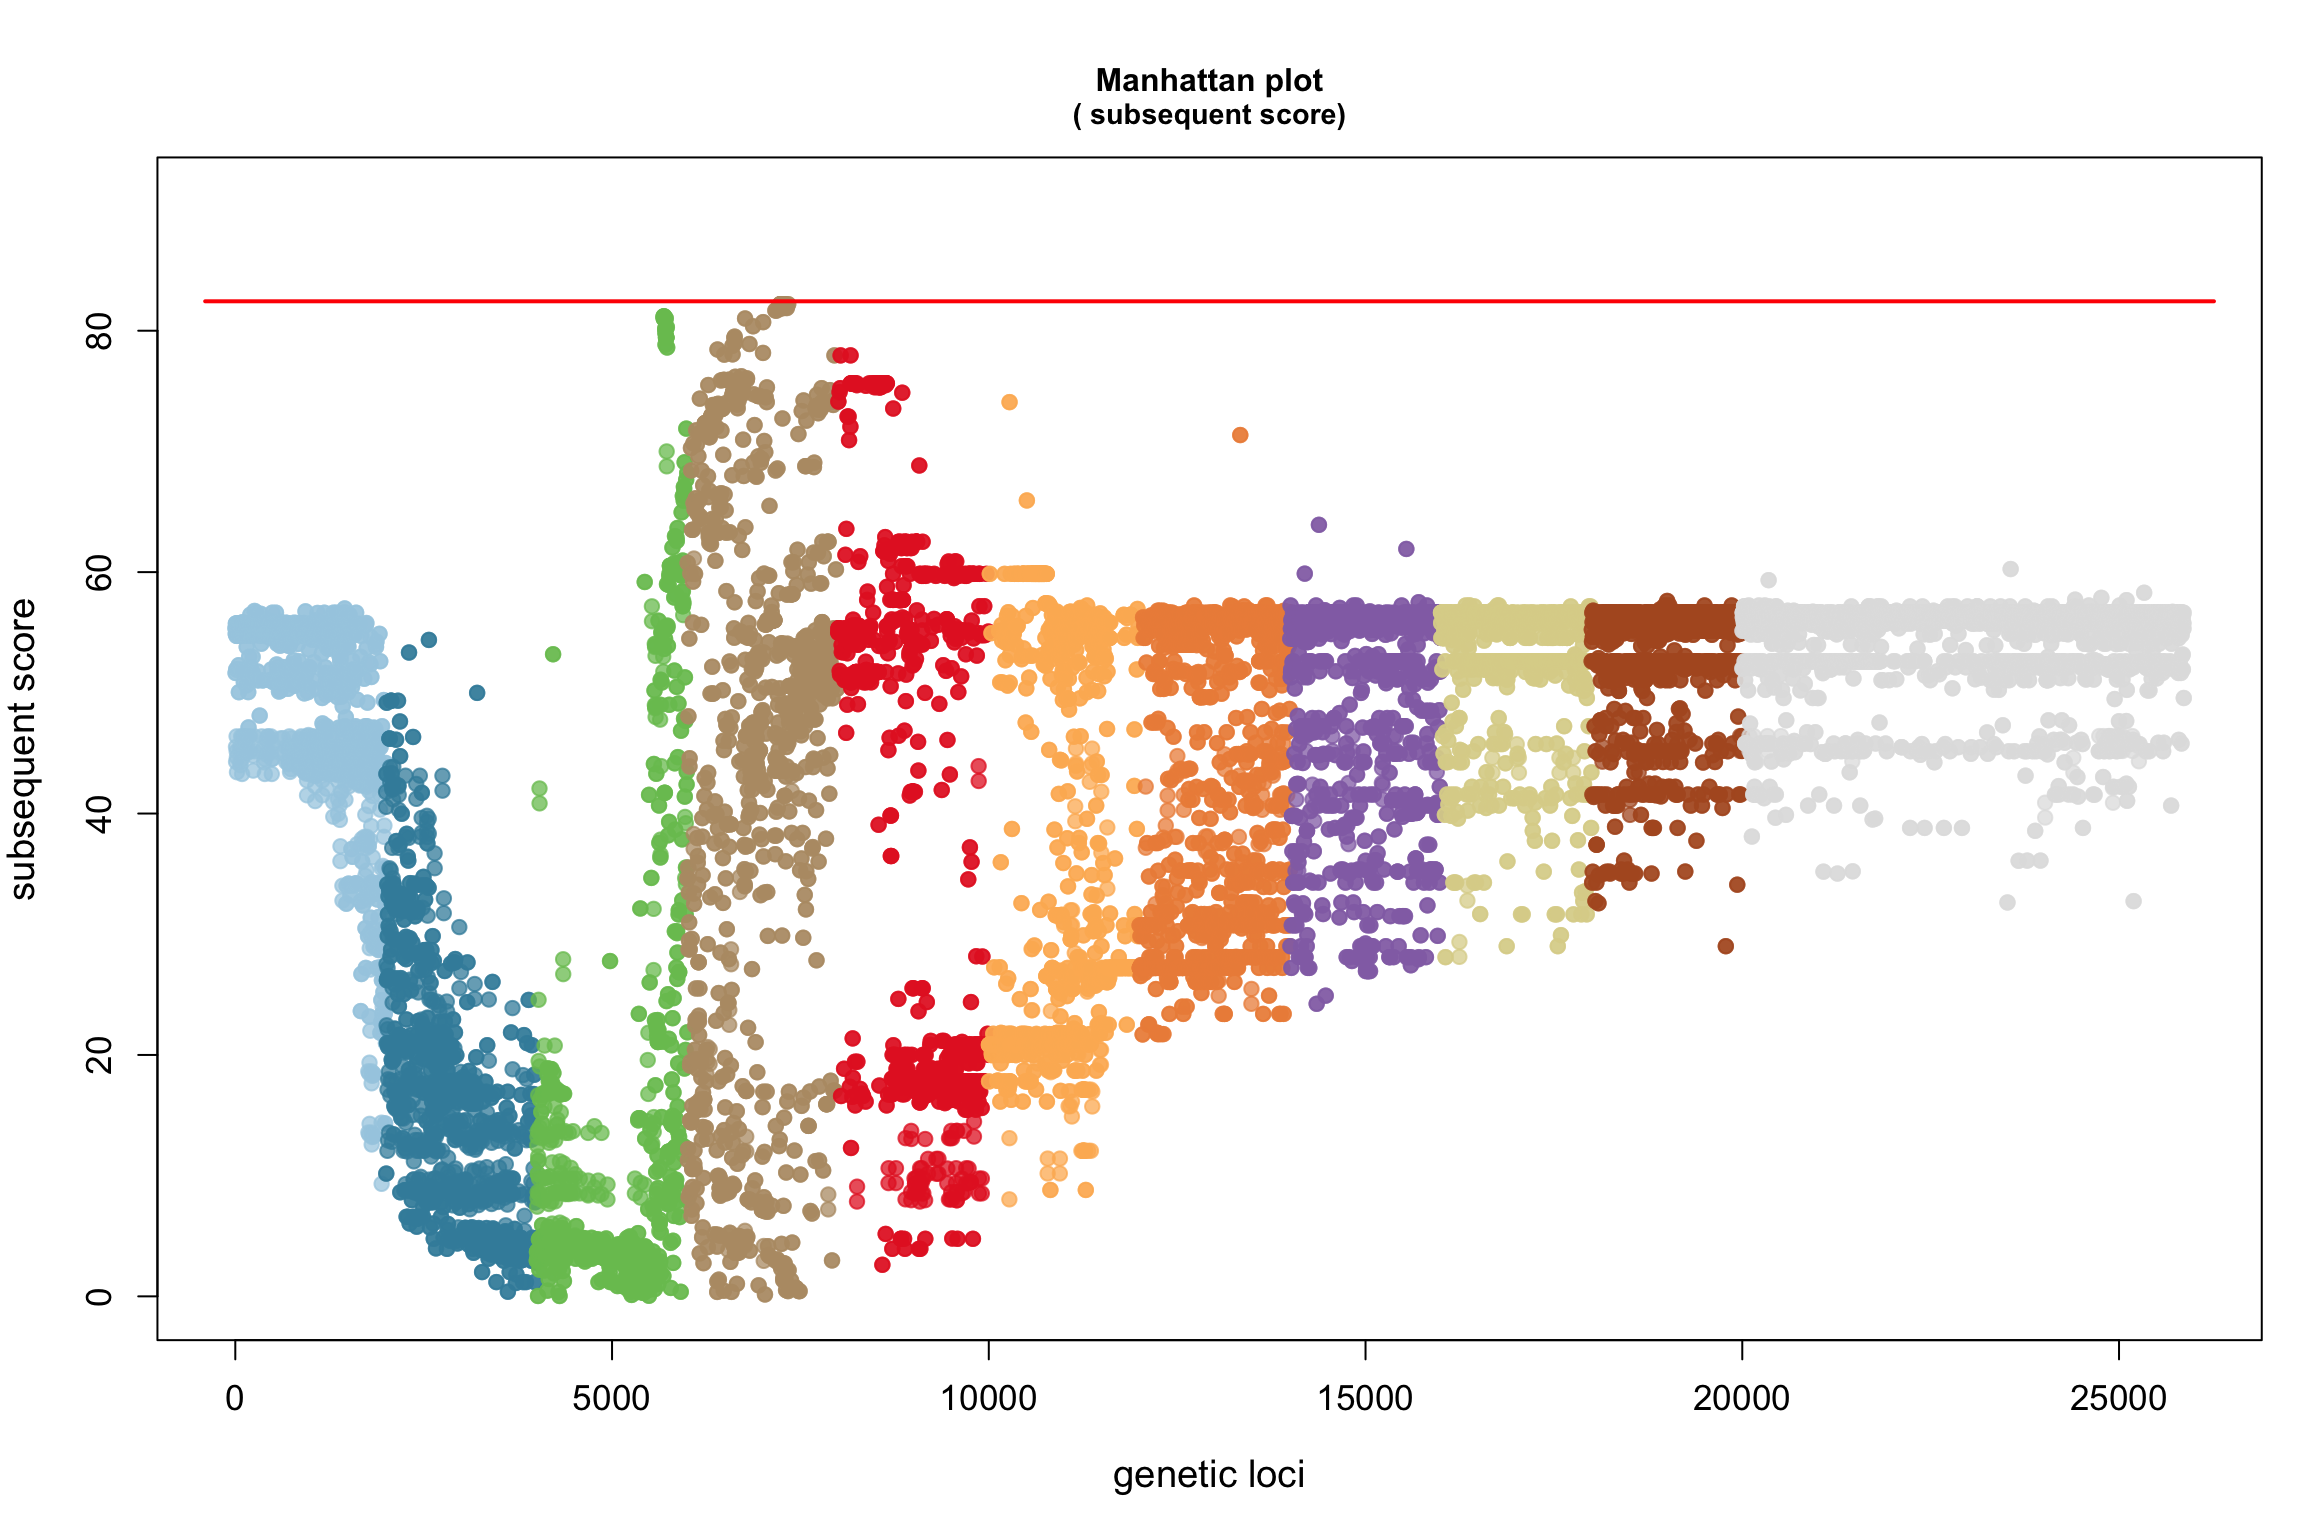 Manhattan plot
( subsequent score)
subsequent score
80
60
40
20
0
0 5000 10000 15000 20000 25000
genetic loci